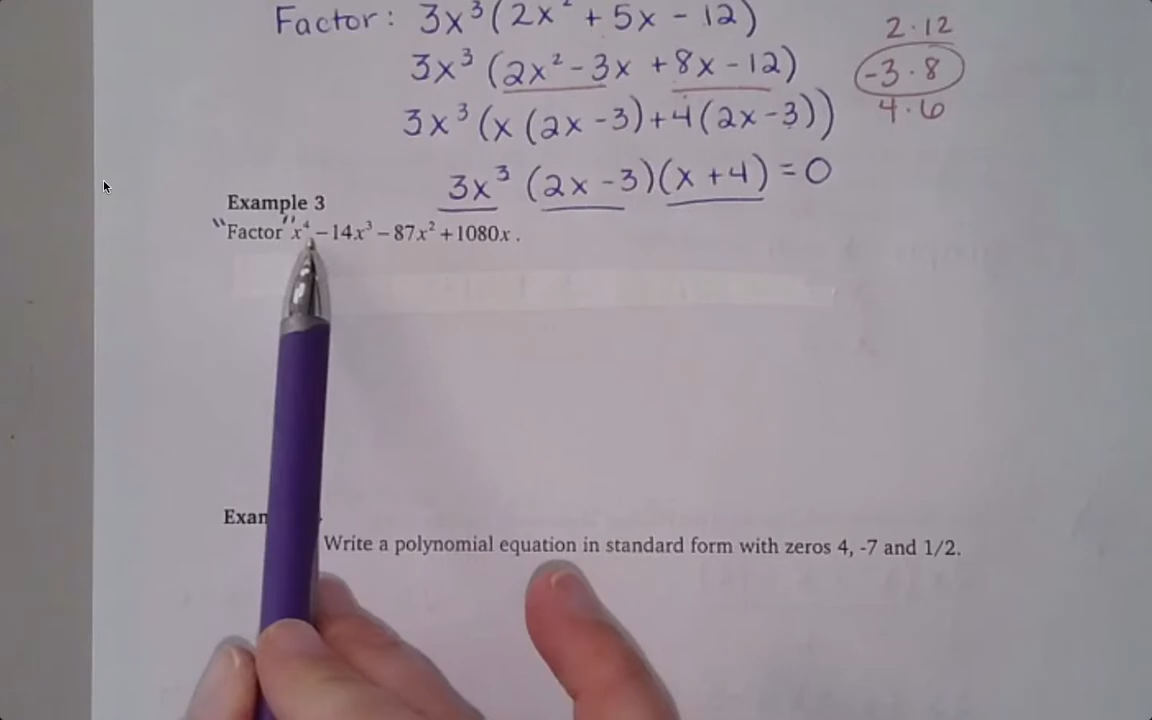 Factor: 3x³(2x² + 5x - 12)
2·12
3x³ (2x² - 3x + 8x - 12)
-3·8
4·6
3x³ (x (2x - 3) + 4(2x - 3))
3x³ (2x - 3)(x + 4) = 0
Example 3
"Factor" x⁴ – 14x³ – 87x² + 1080x.
Write a polynomial equation in standard form with zeros 4, -7 and 1/2.